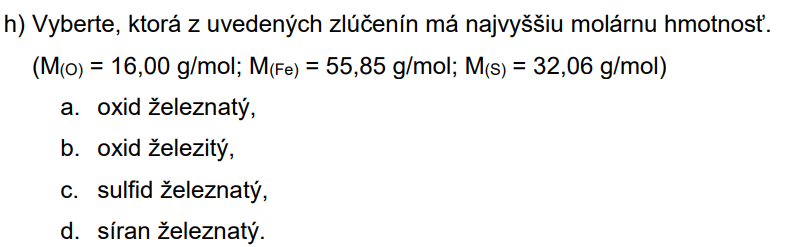 h) Vyberte, ktorá z uvedených zlúčenín má najvyššiu molárnu hmotnosť.
(M(O) = 16,00 g/mol; M(Fe) = 55,85 g/mol; M(S) = 32,06 g/mol)
a. oxid železnatý,
b. oxid železitý,
c. sulfid železnatý,
d. síran železnatý.